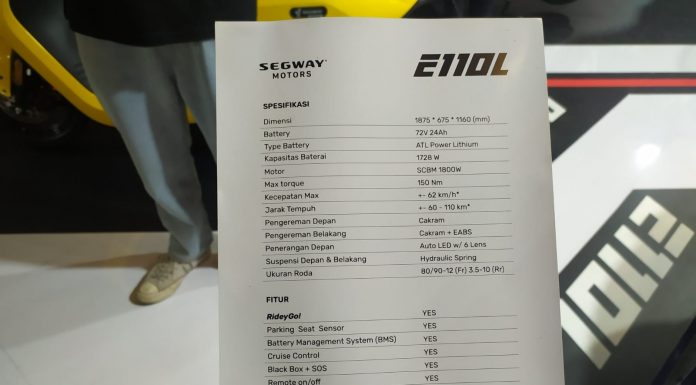 SEGWAY
MOTORS
E110L
SPESIFIKASI
Dimensi 1875 * 675 * 1160 (mm)
Battery 72V 24Ah
Type Battery ATL Power Lithium
Kapasitas Baterai 1728 W
Motor SCBM 1800W
Max torque 150 Nm
Kecepatan Max +- 62 km/h*
Jarak Tempuh +- 60 - 110 km*
Pengereman Depan Cakram
Pengereman Belakang Cakram + EABS
Penerangan Depan Auto LED w/ 6 Lens
Suspensi Depan & Belakang Hydraulic Spring
Ukuran Roda 80/90-12 (Fr) 3.5-10 (Rr)
FITUR
RideyGo! YES
Parking Seat Sensor YES
Battery Management System (BMS) YES
Cruise Control YES
Black Box + SOS YES
Remote on/off YES